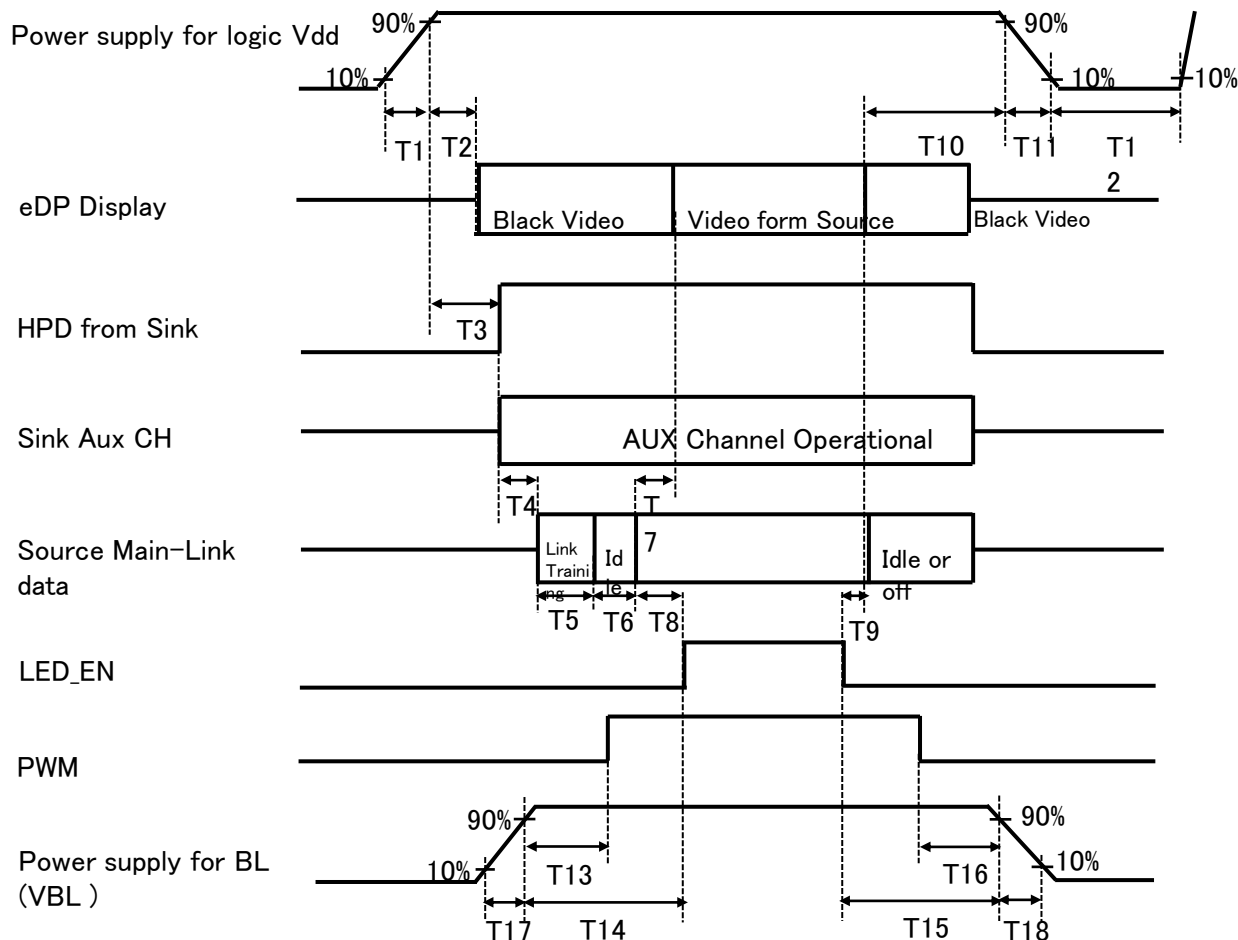 Power supply for logic Vdd
90%
90%
10%
10%
10%
T1
T2
T10
T11
T1
2
eDP Display
Black Video
Video form Source
Black Video
HPD from Sink
T3
Sink Aux CH
AUX Channel Operational
T4
T
7
Source Main-Link
data
Link
Traini
ng
Id
le
Idle or
off
T5
T6
T8
T9
LED_EN
PWM
90%
90%
Power supply for BL
(VBL )
10%
10%
T13
T16
T17
T14
T15
T18